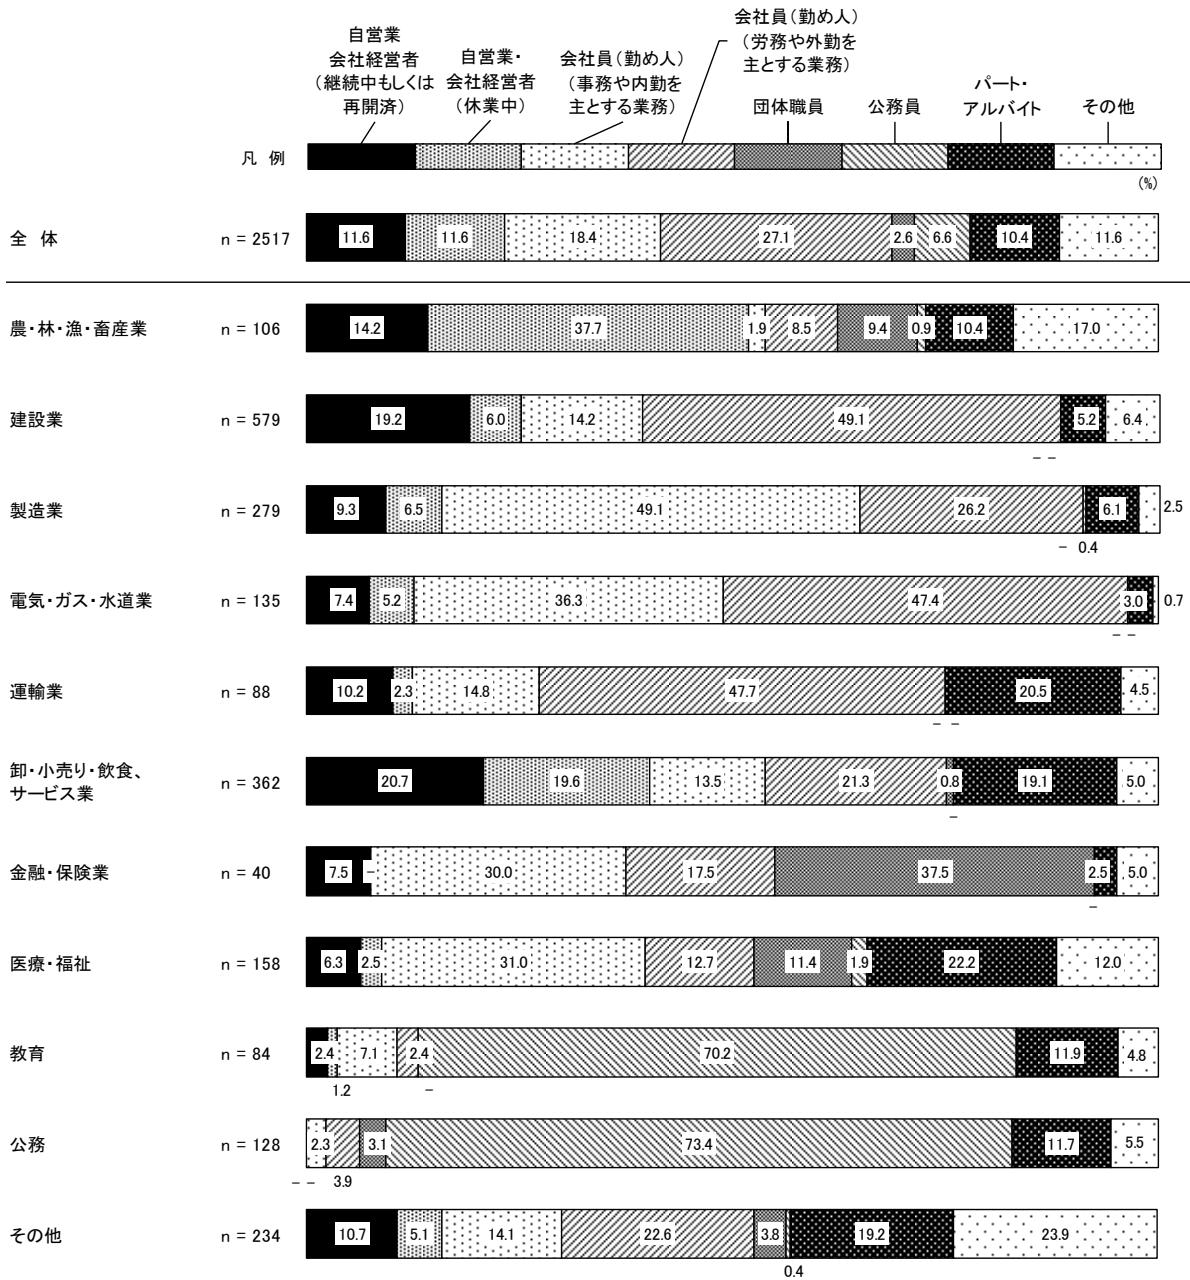 自営業
会社経営者
（継続中もしくは
再開済）
自営業・
会社経営者
（休業中）
会社員（勤め人）
（事務や内勤を
主とする業務）
会社員（勤め人）
（労務や外勤を
主とする業務）
団体職員
公務員
パート・
アルバイト
その他
凡 例
(%)
全 体 n = 2517 11.6 11.6 18.4 27.1 2.6 6.6 10.4 11.6
農・林・漁・畜産業 n = 106 14.2 37.7 1.9 8.5 9.4 0.9 10.4 17.0
建設業 n = 579 19.2 6.0 14.2 49.1 5.2 6.4
– –
製造業 n = 279 9.3 6.5 49.1 26.2 6.1 2.5
– 0.4
電気・ガス・水道業 n = 135 7.4 5.2 36.3 47.4 3.0 0.7
– –
運輸業 n = 88 10.2 2.3 14.8 47.7 20.5 4.5
– –
卸・小売り・飲食、
サービス業 n = 362 20.7 19.6 13.5 21.3 0.8 19.1 5.0
–
金融・保険業 n = 40 7.5 – 30.0 17.5 37.5 2.5 5.0
–
医療・福祉 n = 158 6.3 2.5 31.0 12.7 11.4 1.9 22.2 12.0
教育 n = 84 2.4 7.1 2.4 70.2 11.9 4.8
1.2 –
公務 n = 128 2.3 3.1 73.4 11.7 5.5
– – 3.9
その他 n = 234 10.7 5.1 14.1 22.6 3.8 19.2 23.9
0.4